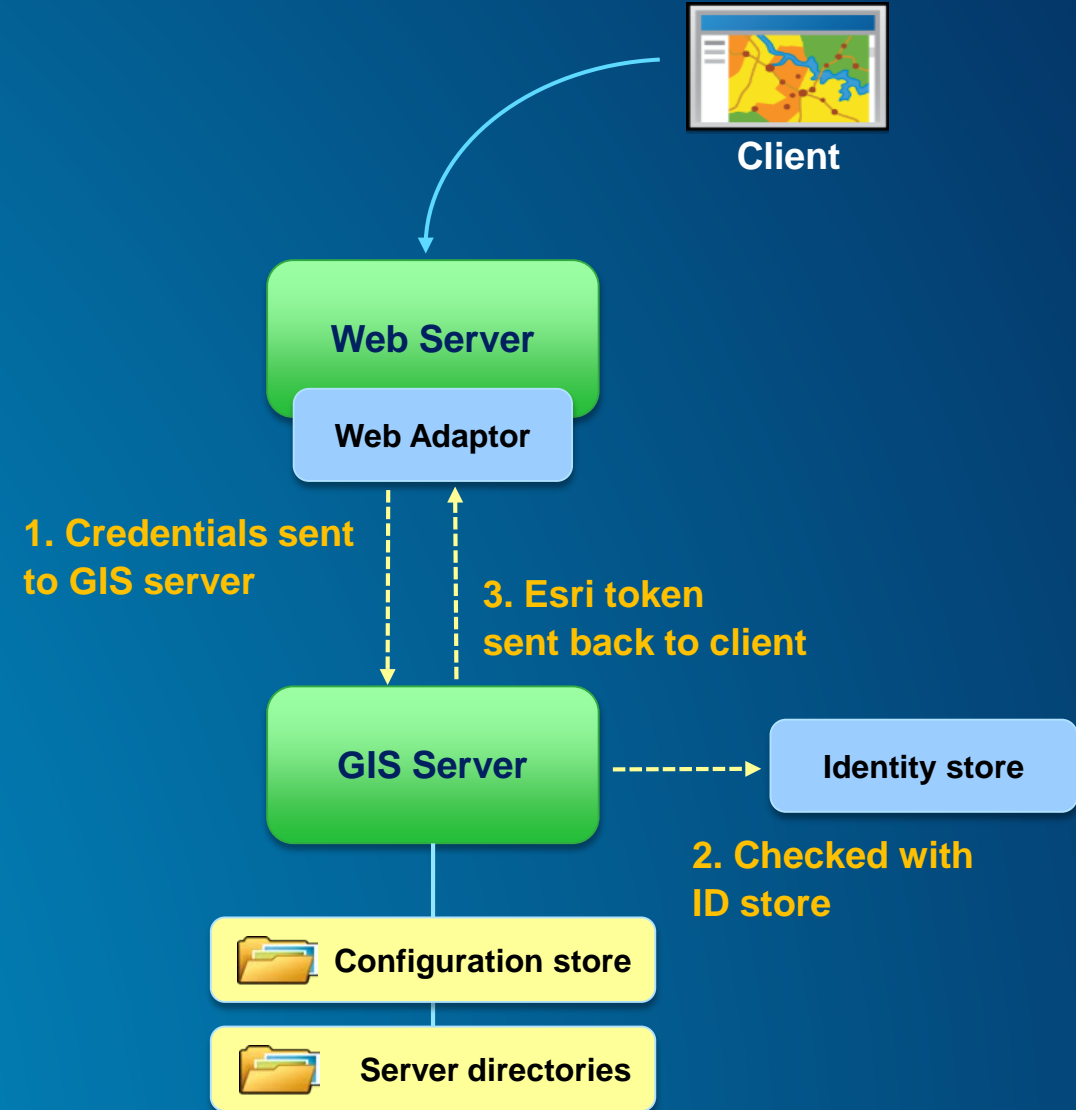 Client
Web Server
Web Adaptor
1. Credentials sent
to GIS server
3. Esri token
sent back to client
GIS Server
Identity store
2. Checked with
ID store
Configuration store
Server directories